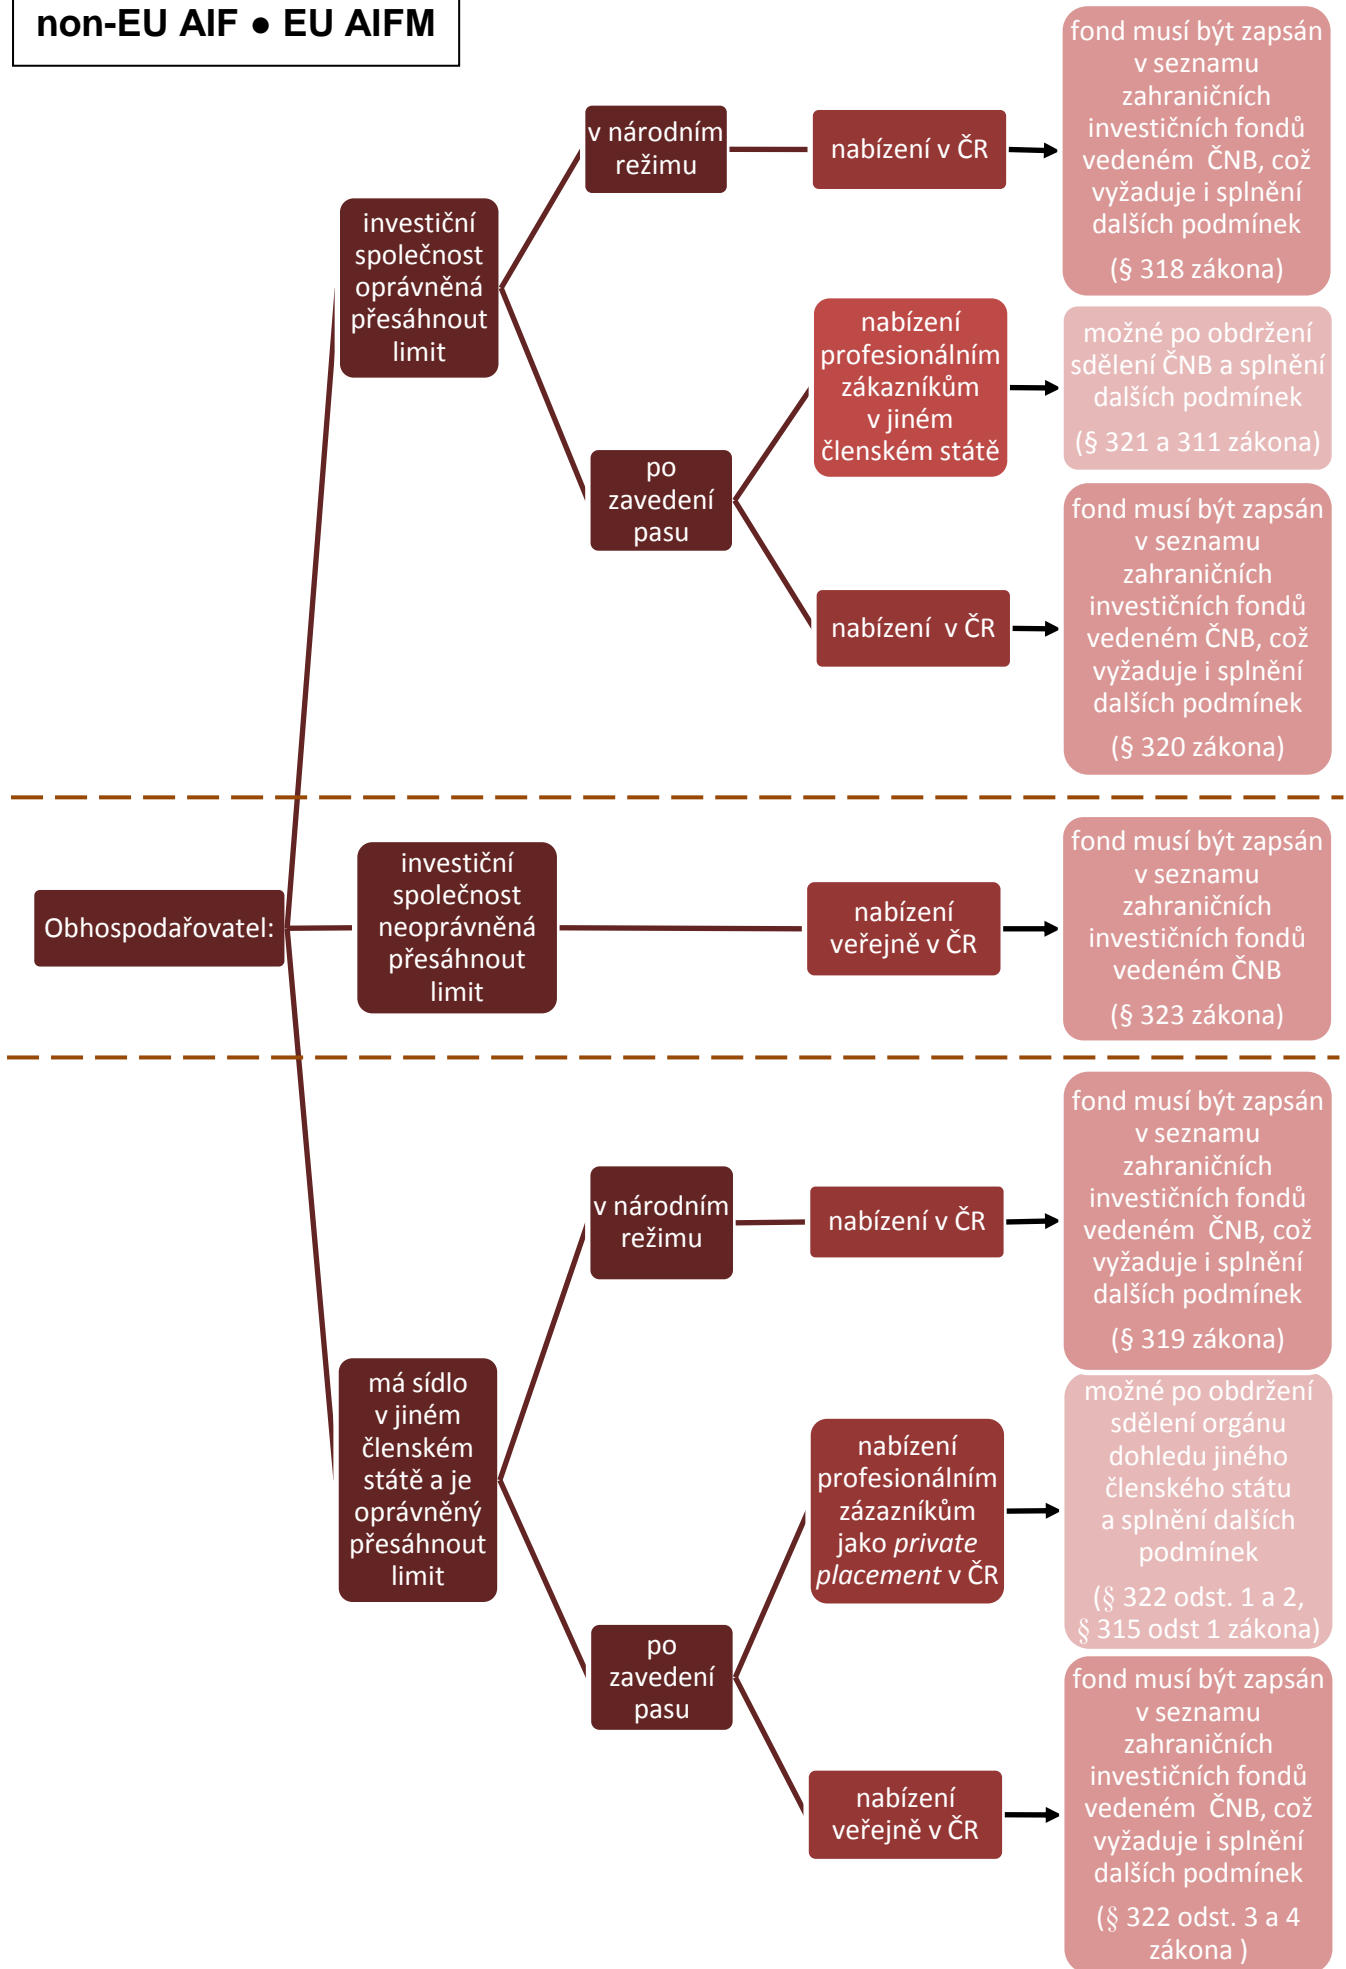 non-EU AIF ● EU AIFM
investiční
společnost
oprávněná
přesáhnout
limit
v národním
režimu
nabízení v ČR
fond musí být zapsán
v seznamu
zahraničních
investičních fondů
vedeném ČNB, což
vyžaduje i splnění
dalších podmínek
(§ 318 zákona)
po
zavedení
pasu
nabízení
profesionálním
zákazníkům
v jiném
členském státě
možné po obdržení
sdělení ČNB a splnění
dalších podmínek
(§ 321 a 311 zákona)
nabízení v ČR
fond musí být zapsán
v seznamu
zahraničních
investičních fondů
vedeném ČNB, což
vyžaduje i splnění
dalších podmínek
(§ 320 zákona)
Obhospodařovatel:
investiční
společnost
neoprávněná
přesáhnout
limit
nabízení
veřejně v ČR
fond musí být zapsán
v seznamu
zahraničních
investičních fondů
vedeném ČNB
(§ 323 zákona)
má sídlo
v jiném
členském
státě a je
oprávněný
přesáhnout
limit
v národním
režimu
nabízení v ČR
fond musí být zapsán
v seznamu
zahraničních
investičních fondů
vedeném ČNB, což
vyžaduje i splnění
dalších podmínek
(§ 319 zákona)
po
zavedení
pasu
nabízení
profesionálním
zázazníkům
jako private
placement v ČR
možné po obdržení
sdělení orgánu
dohledu jiného
členského státu
a splnění dalších
podmínek
(§ 322 odst. 1 a 2,
§ 315 odst 1 zákona)
nabízení
veřejně v ČR
fond musí být zapsán
v seznamu
zahraničních
investičních fondů
vedeném ČNB, což
vyžaduje i splnění
dalších podmínek
(§ 322 odst. 3 a 4
zákona )